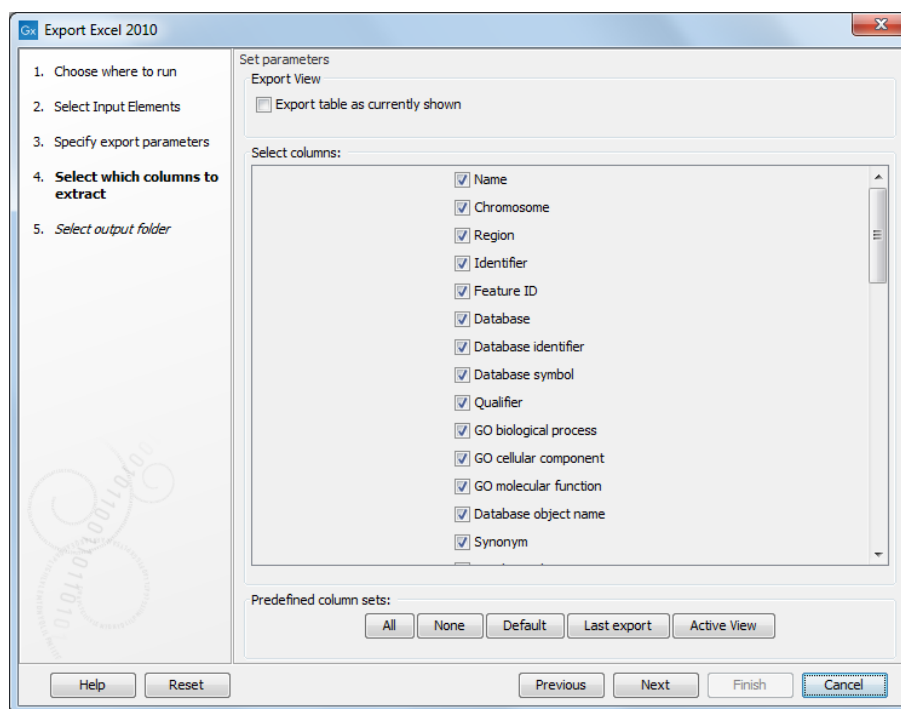 Gx Export Excel 2010
1. Choose where to run
2. Select Input Elements
3. Specify export parameters
4. Select which columns to
extract
5. Select output folder
Set parameters
Export View
Export table as currently shown
Select columns:
Name
Chromosome
Region
Identifier
Feature ID
Database
Database identifier
Database symbol
Qualifier
GO biological process
GO cellular component
GO molecular function
Database object name
Synonym
Predefined column sets:
All None Default Last export Active View
Help Reset Previous Next Finish Cancel